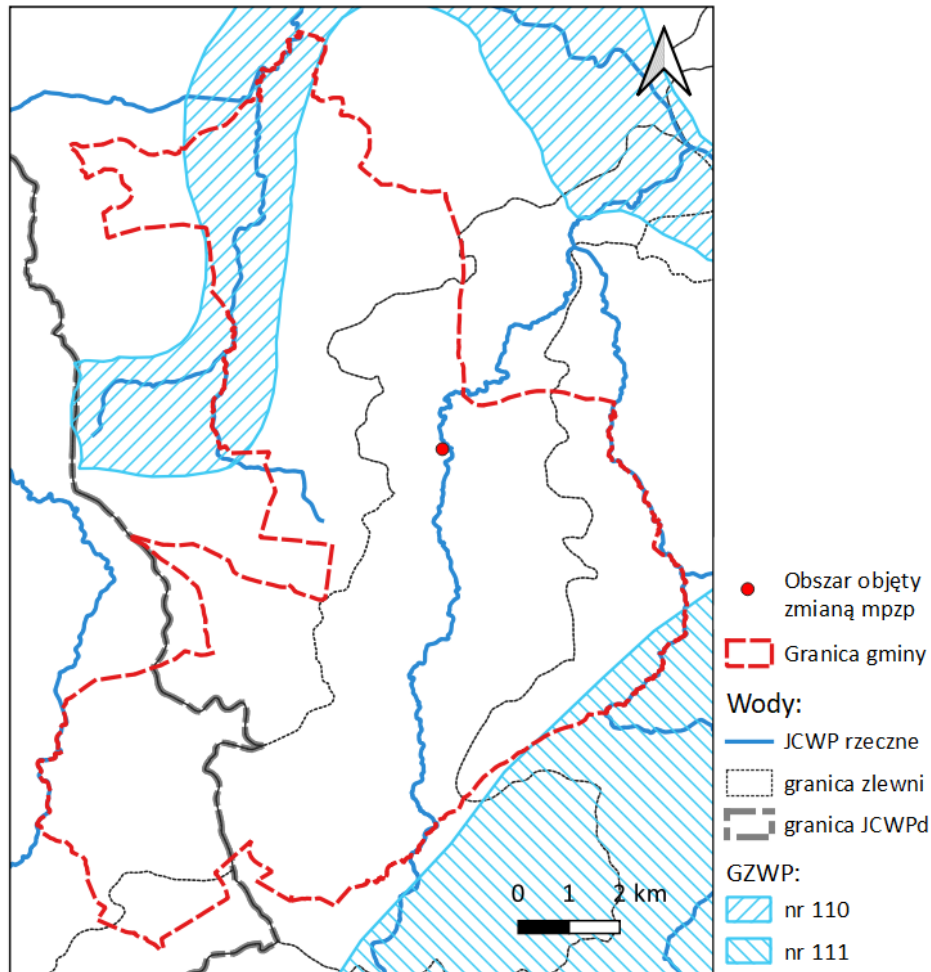 0 1 2 km
Obszar objęty
zmianą mpzp
Granica gminy
Wody:
JCWP rzeczne
granica zlewni
granica JCWPd
GZWP:
nr 110
nr 111